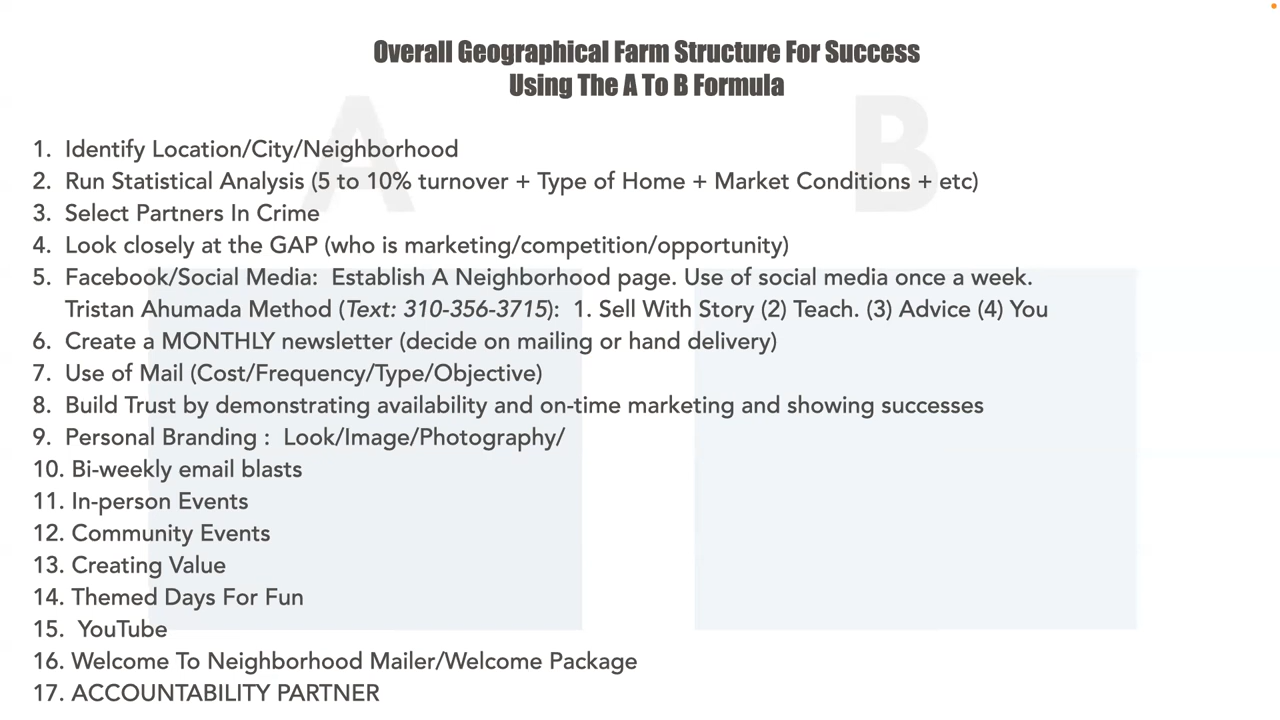 Overall Geographical Farm Structure For Success
Using The A To B Formula
A B
1. Identify Location/City/Neighborhood
2. Run Statistical Analysis (5 to 10% turnover + Type of Home + Market Conditions + etc)
3. Select Partners In Crime
4. Look closely at the GAP (who is marketing/competition/opportunity)
5. Facebook/Social Media: Establish A Neighborhood page. Use of social media once a week.
Tristan Ahumada Method (Text: 310-356-3715): 1. Sell With Story (2) Teach. (3) Advice (4) You
6. Create a MONTHLY newsletter (decide on mailing or hand delivery)
7. Use of Mail (Cost/Frequency/Type/Objective)
8. Build Trust by demonstrating availability and on-time marketing and showing successes
9. Personal Branding : Look/Image/Photography/
10. Bi-weekly email blasts
11. In-person Events
12. Community Events
13. Creating Value
14. Themed Days For Fun
15. YouTube
16. Welcome To Neighborhood Mailer/Welcome Package
17. ACCOUNTABILITY PARTNER